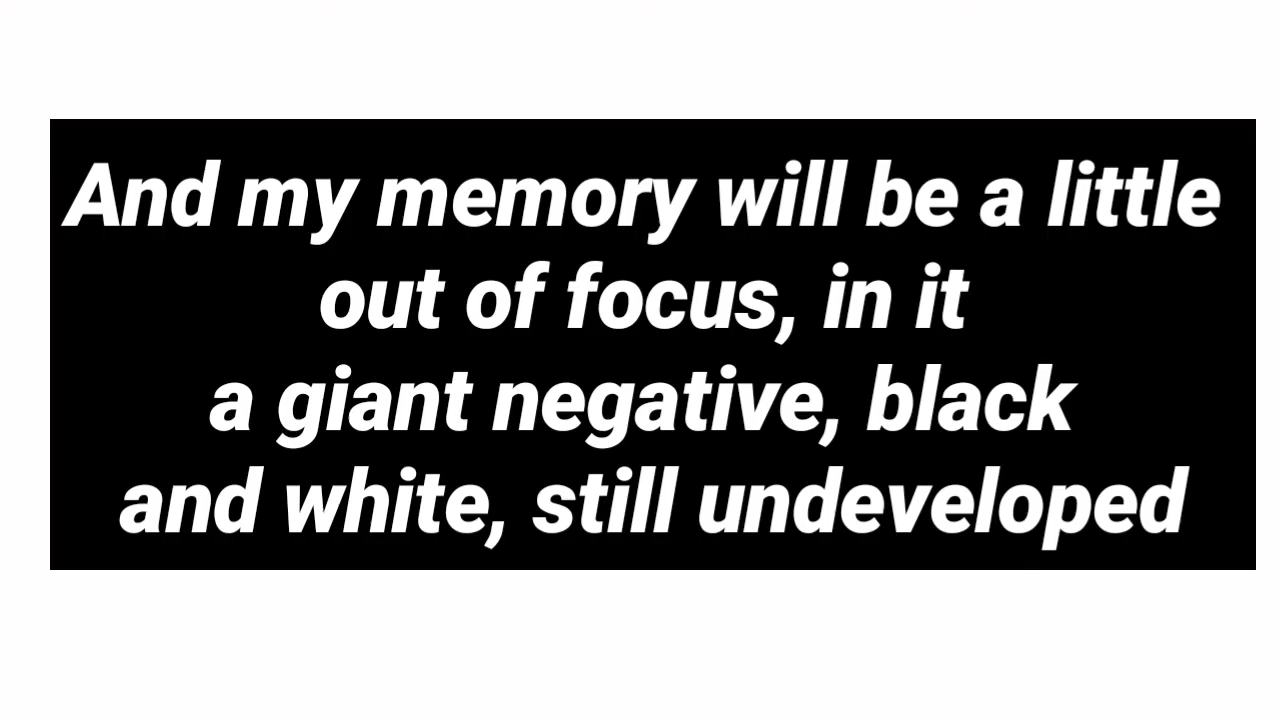 And my memory will be a little
out of focus, in it
a giant negative, black
and white, still undeveloped